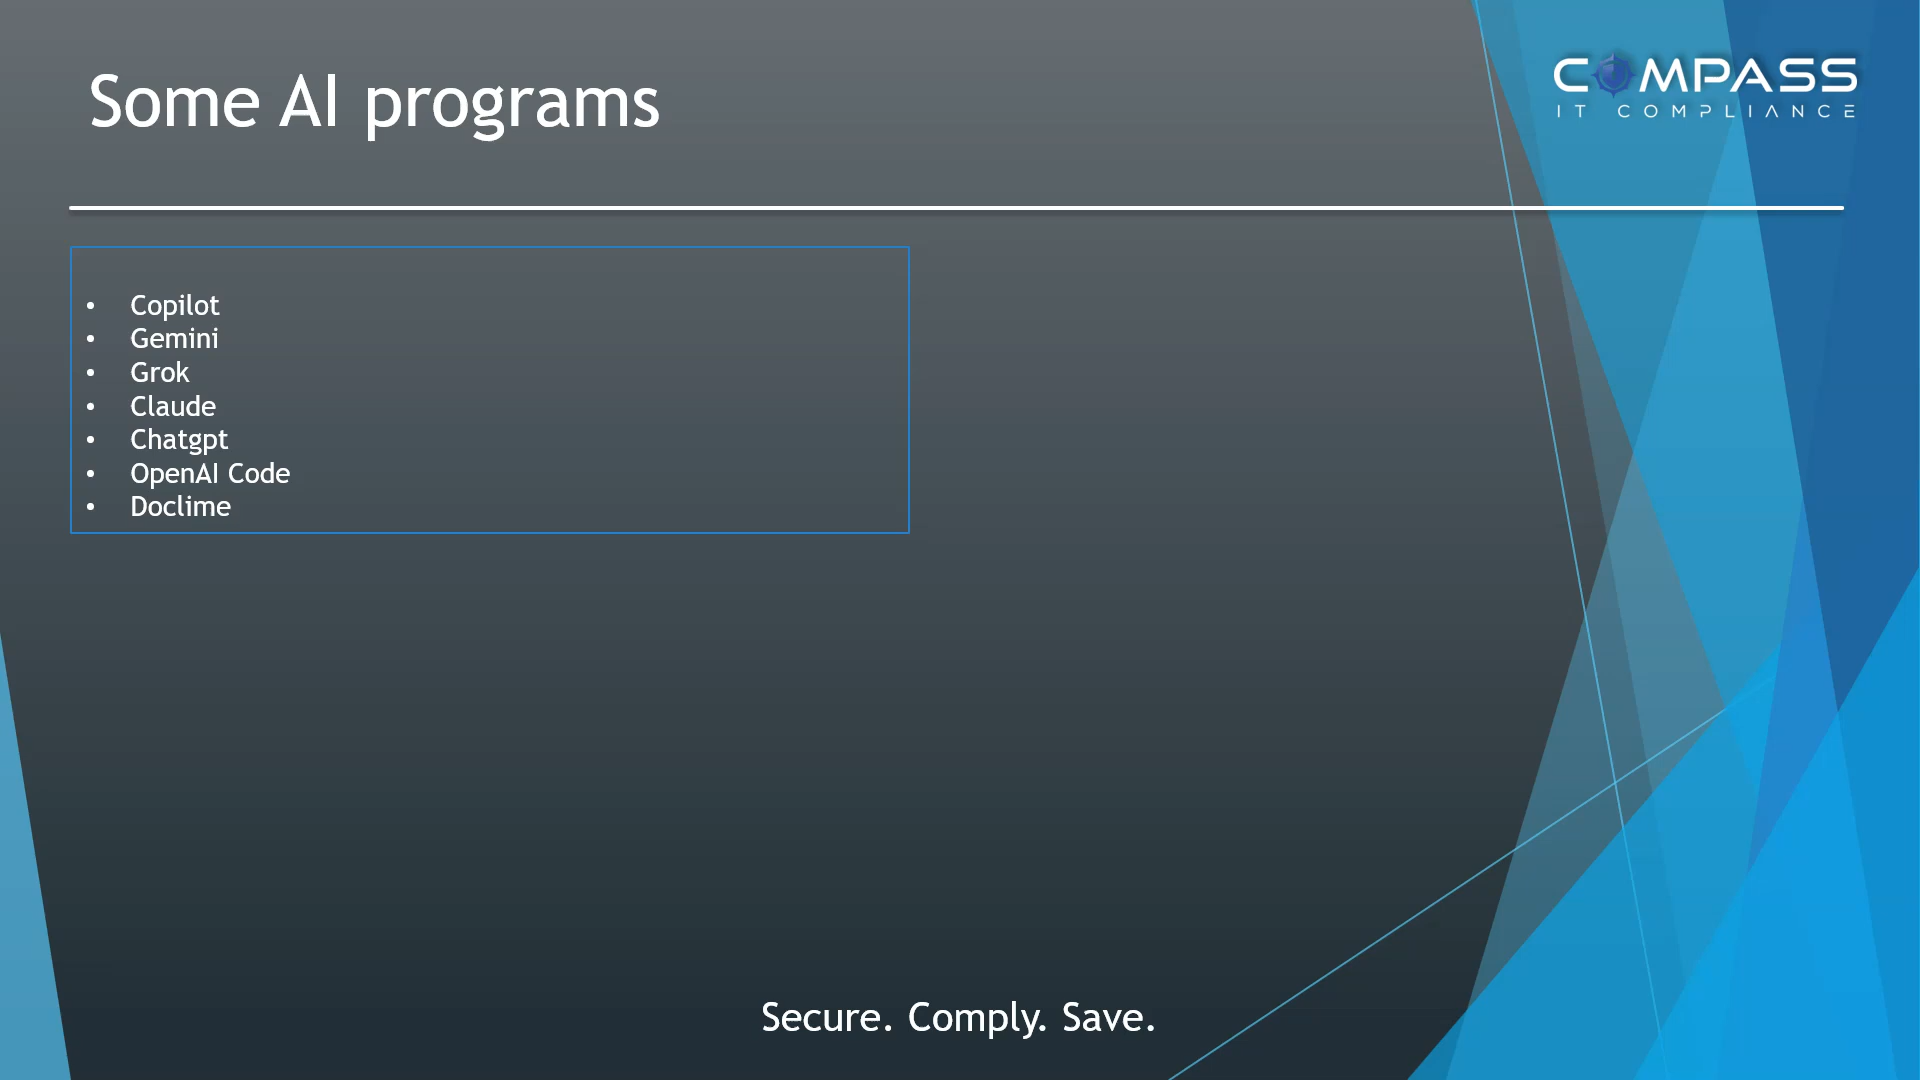 Some AI programs
COMPASS
IT COMPLIANCE
• Copilot
• Gemini
• Grok
• Claude
• Chatgpt
• OpenAI Code
• Doclime
Secure. Comply. Save.